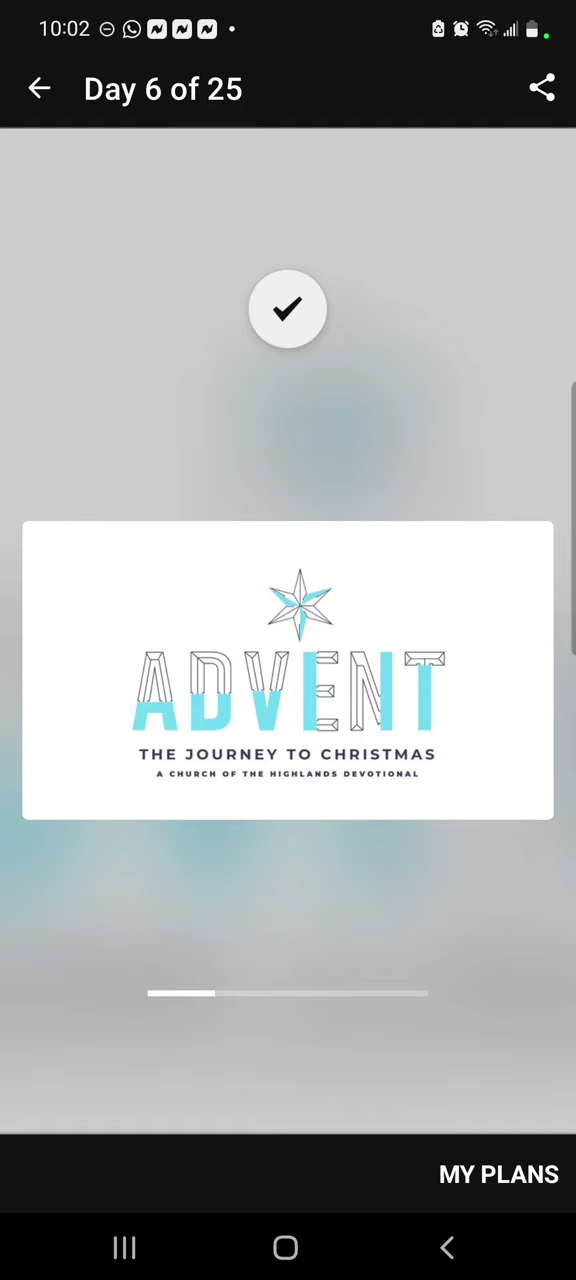 10:02
Day 6 of 25
ADVENT
THE JOURNEY TO CHRISTMAS
A CHURCH OF THE HIGHLANDS DEVOTIONAL
MY PLANS